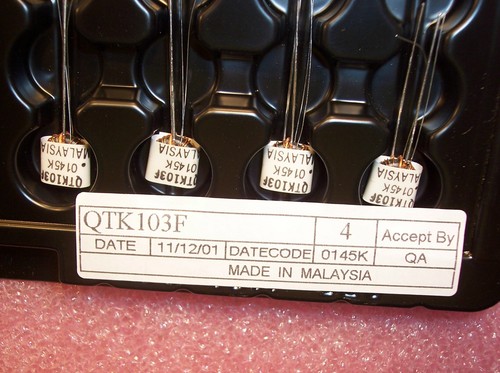 MALAYSIA
0145K
QTK103F
MALAYSIA
0145K
QTK103F
MALAYSIA
0145K
QTK103F
MALAYSIA
0145K
QTK103F
QTK103F 4 Accept By
DATE 11/12/01 DATECODE 0145K QA
MADE IN MALAYSIA